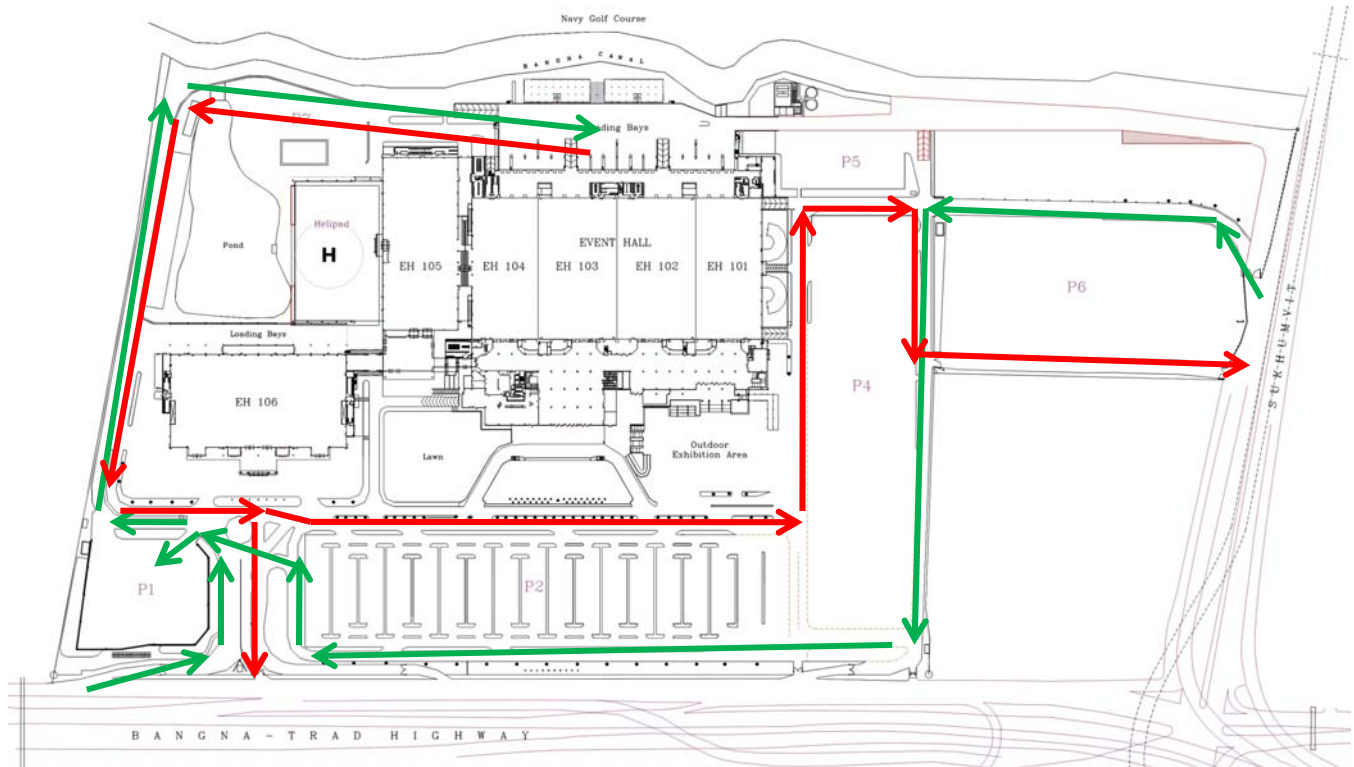 Navy Golf Course
BANGNA CANAL
P7
Loading Bays
P5
Helipad
H
Pond
EVENT HALL
EH 105
EH 104
EH 103
EH 102
EH 101
P6
SUKHUMVIT
Loading Bays
P4
EH 106
Lawn
Outdoor
Exhibition Area
P1
P2
BANGNA-TRAD HIGHWAY